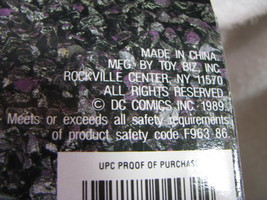 MADE IN CHINA
MFG BY TOY BIZ, INC.
ROCKVILLE CENTER, NY 11570
ALL RIGHTS RESERVED
© DC COMICS INC. 1989
Meets or exceeds all safety requirements
of product safety code F963 86.
UPC PROOF OF PURCHAS